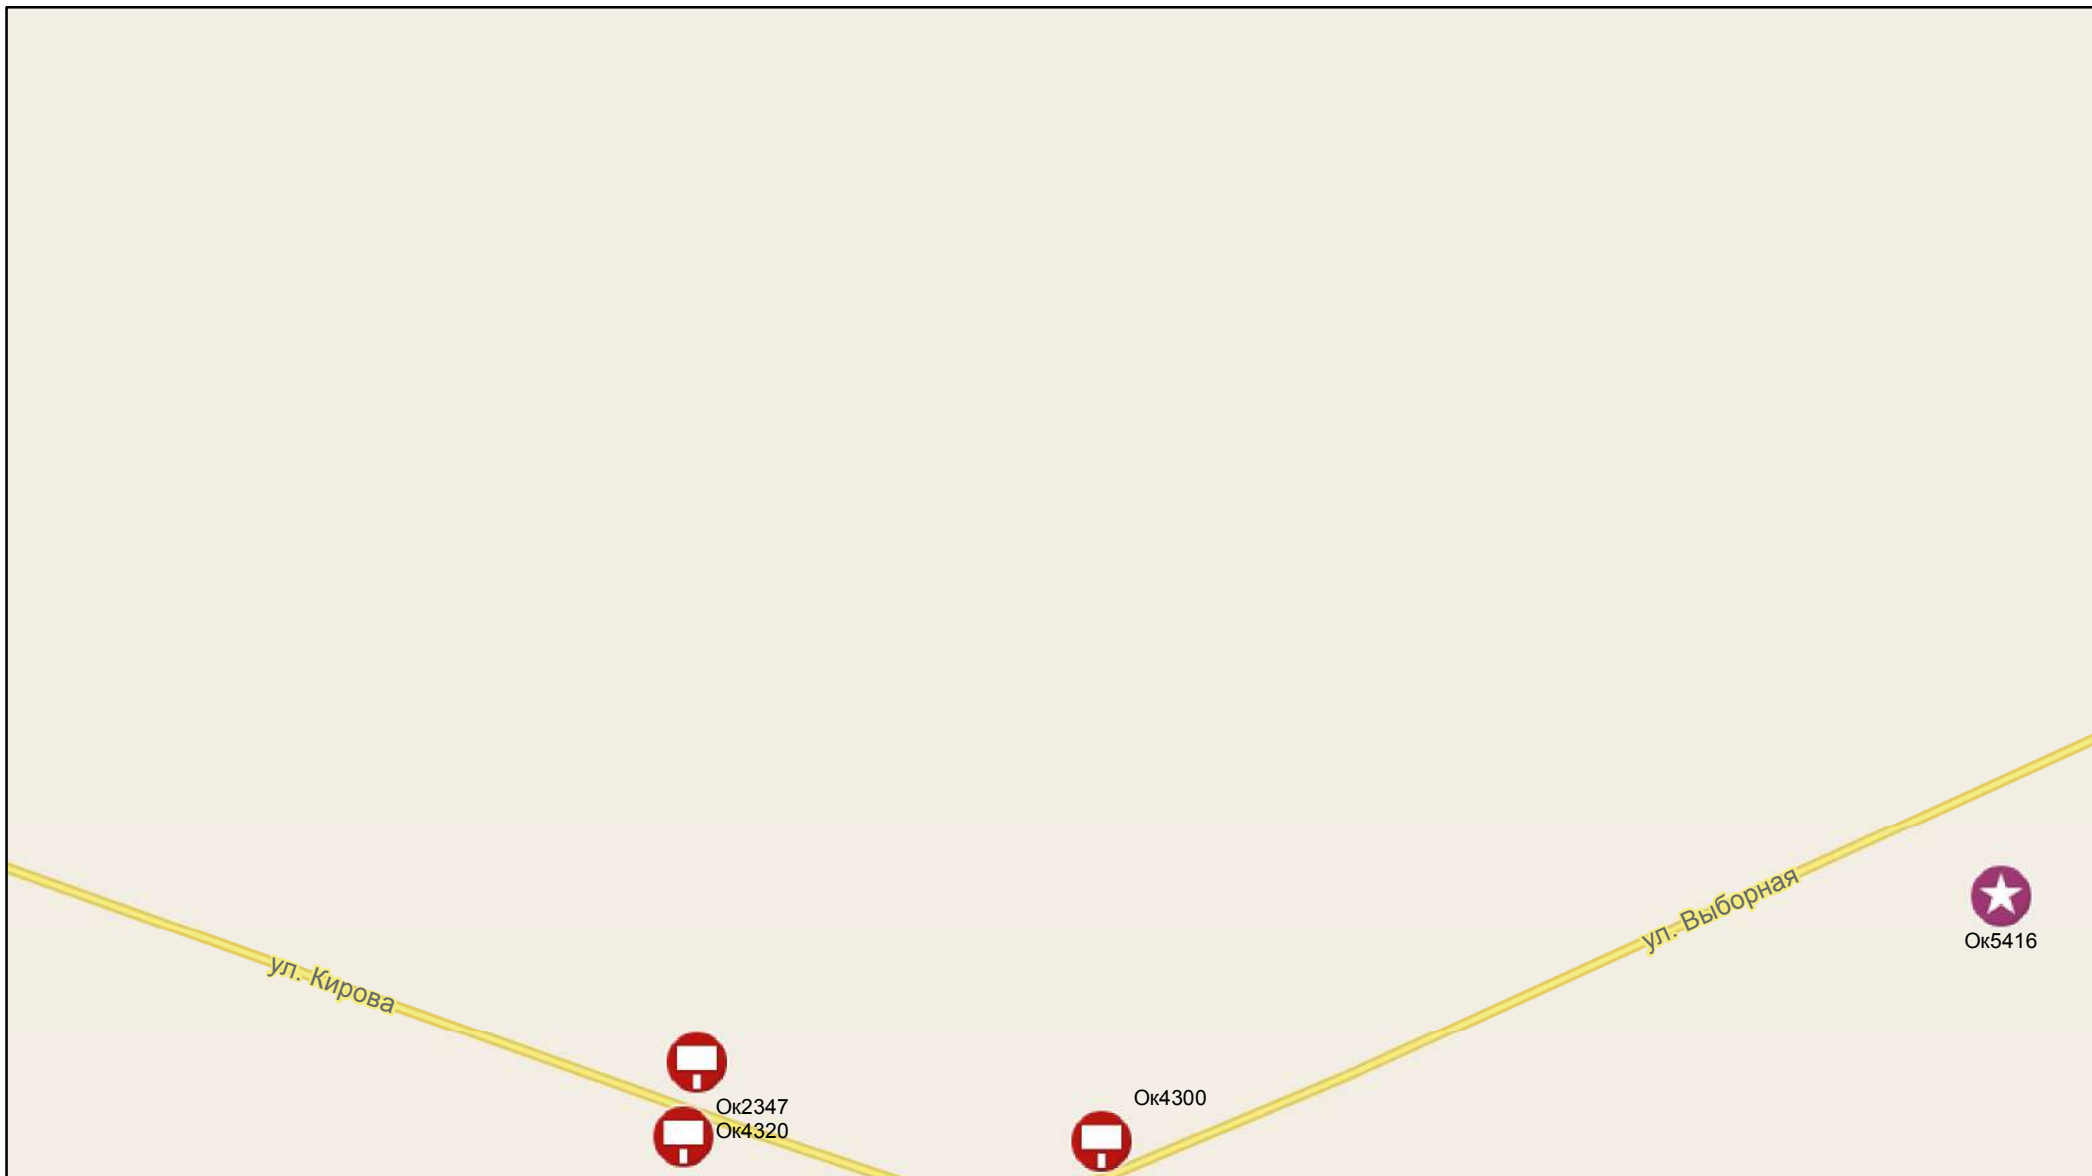 ул. Выборная
Ок5416
ул. Кирова
Ок4300
Ок2347
Ок4320